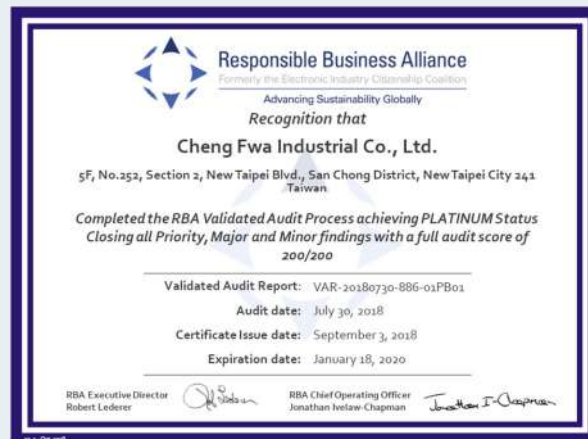 Responsible Business Alliance
Formerly the Electronic Industry Citizenship Coalition
Advancing Sustainability Globally
Recognition that
Cheng Fwa Industrial Co., Ltd.
5F, No.252, Section 2, New Taipei Blvd., San Chong District, New Taipei City 241
Taiwan
Completed the RBA Validated Audit Process achieving PLATINUM Status
Closing all Priority, Major and Minor findings with a full audit score of
200/200
Validated Audit Report: VAR-20180730-886-01PB01
Audit date: July 30, 2018
Certificate Issue date: September 3, 2018
Expiration date: January 18, 2020
RBA Executive Director
Robert Lederer
RBA Chief Operating Officer
Jonathan Ivelaw-Chapman
Jonathan I-Chapman